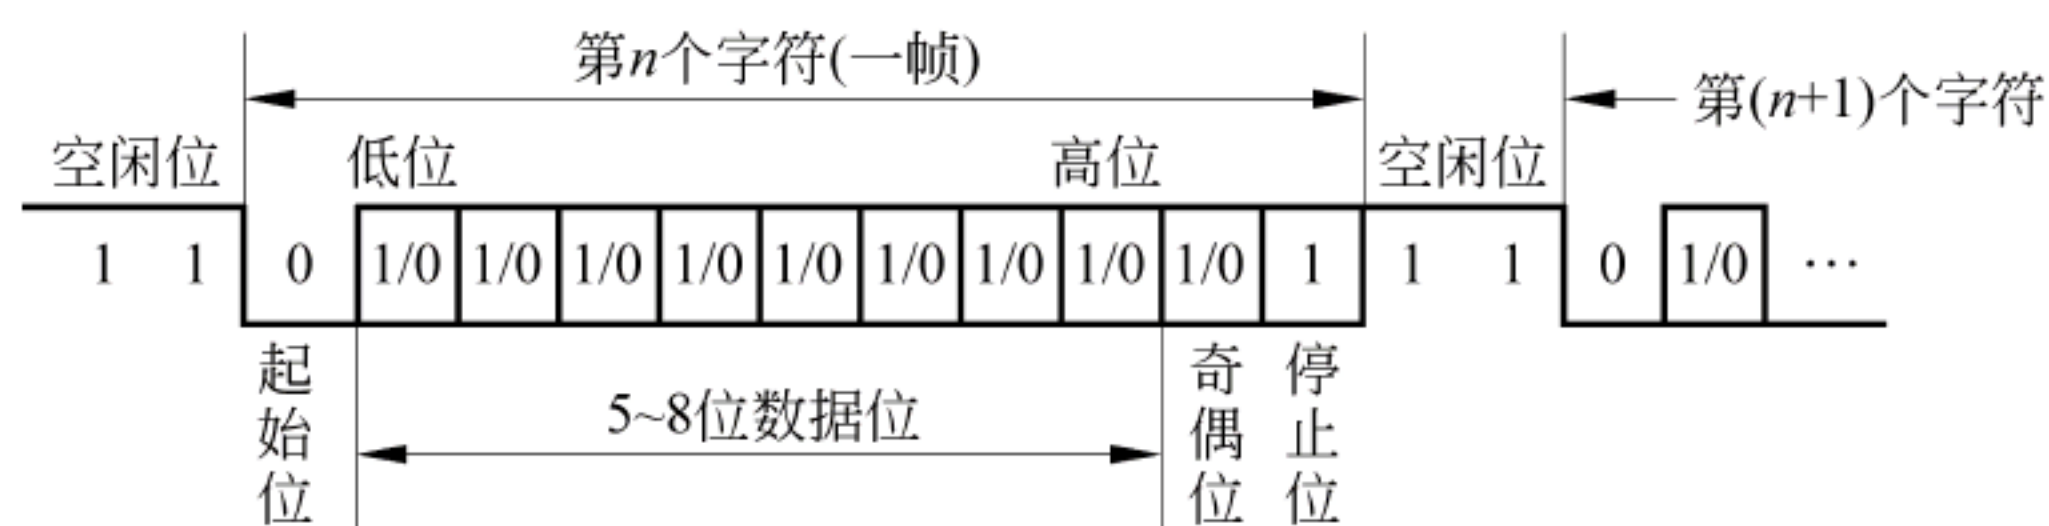 第n个字符(一帧)
第(n+1)个字符
空闲位 低位 高位 空闲位
1 1 0 1/0 1/0 1/0 1/0 1/0 1/0 1/0 1/0 1/0 1 1 1 0 1/0 …
起始位
5~8位数据位
奇偶位
停止位